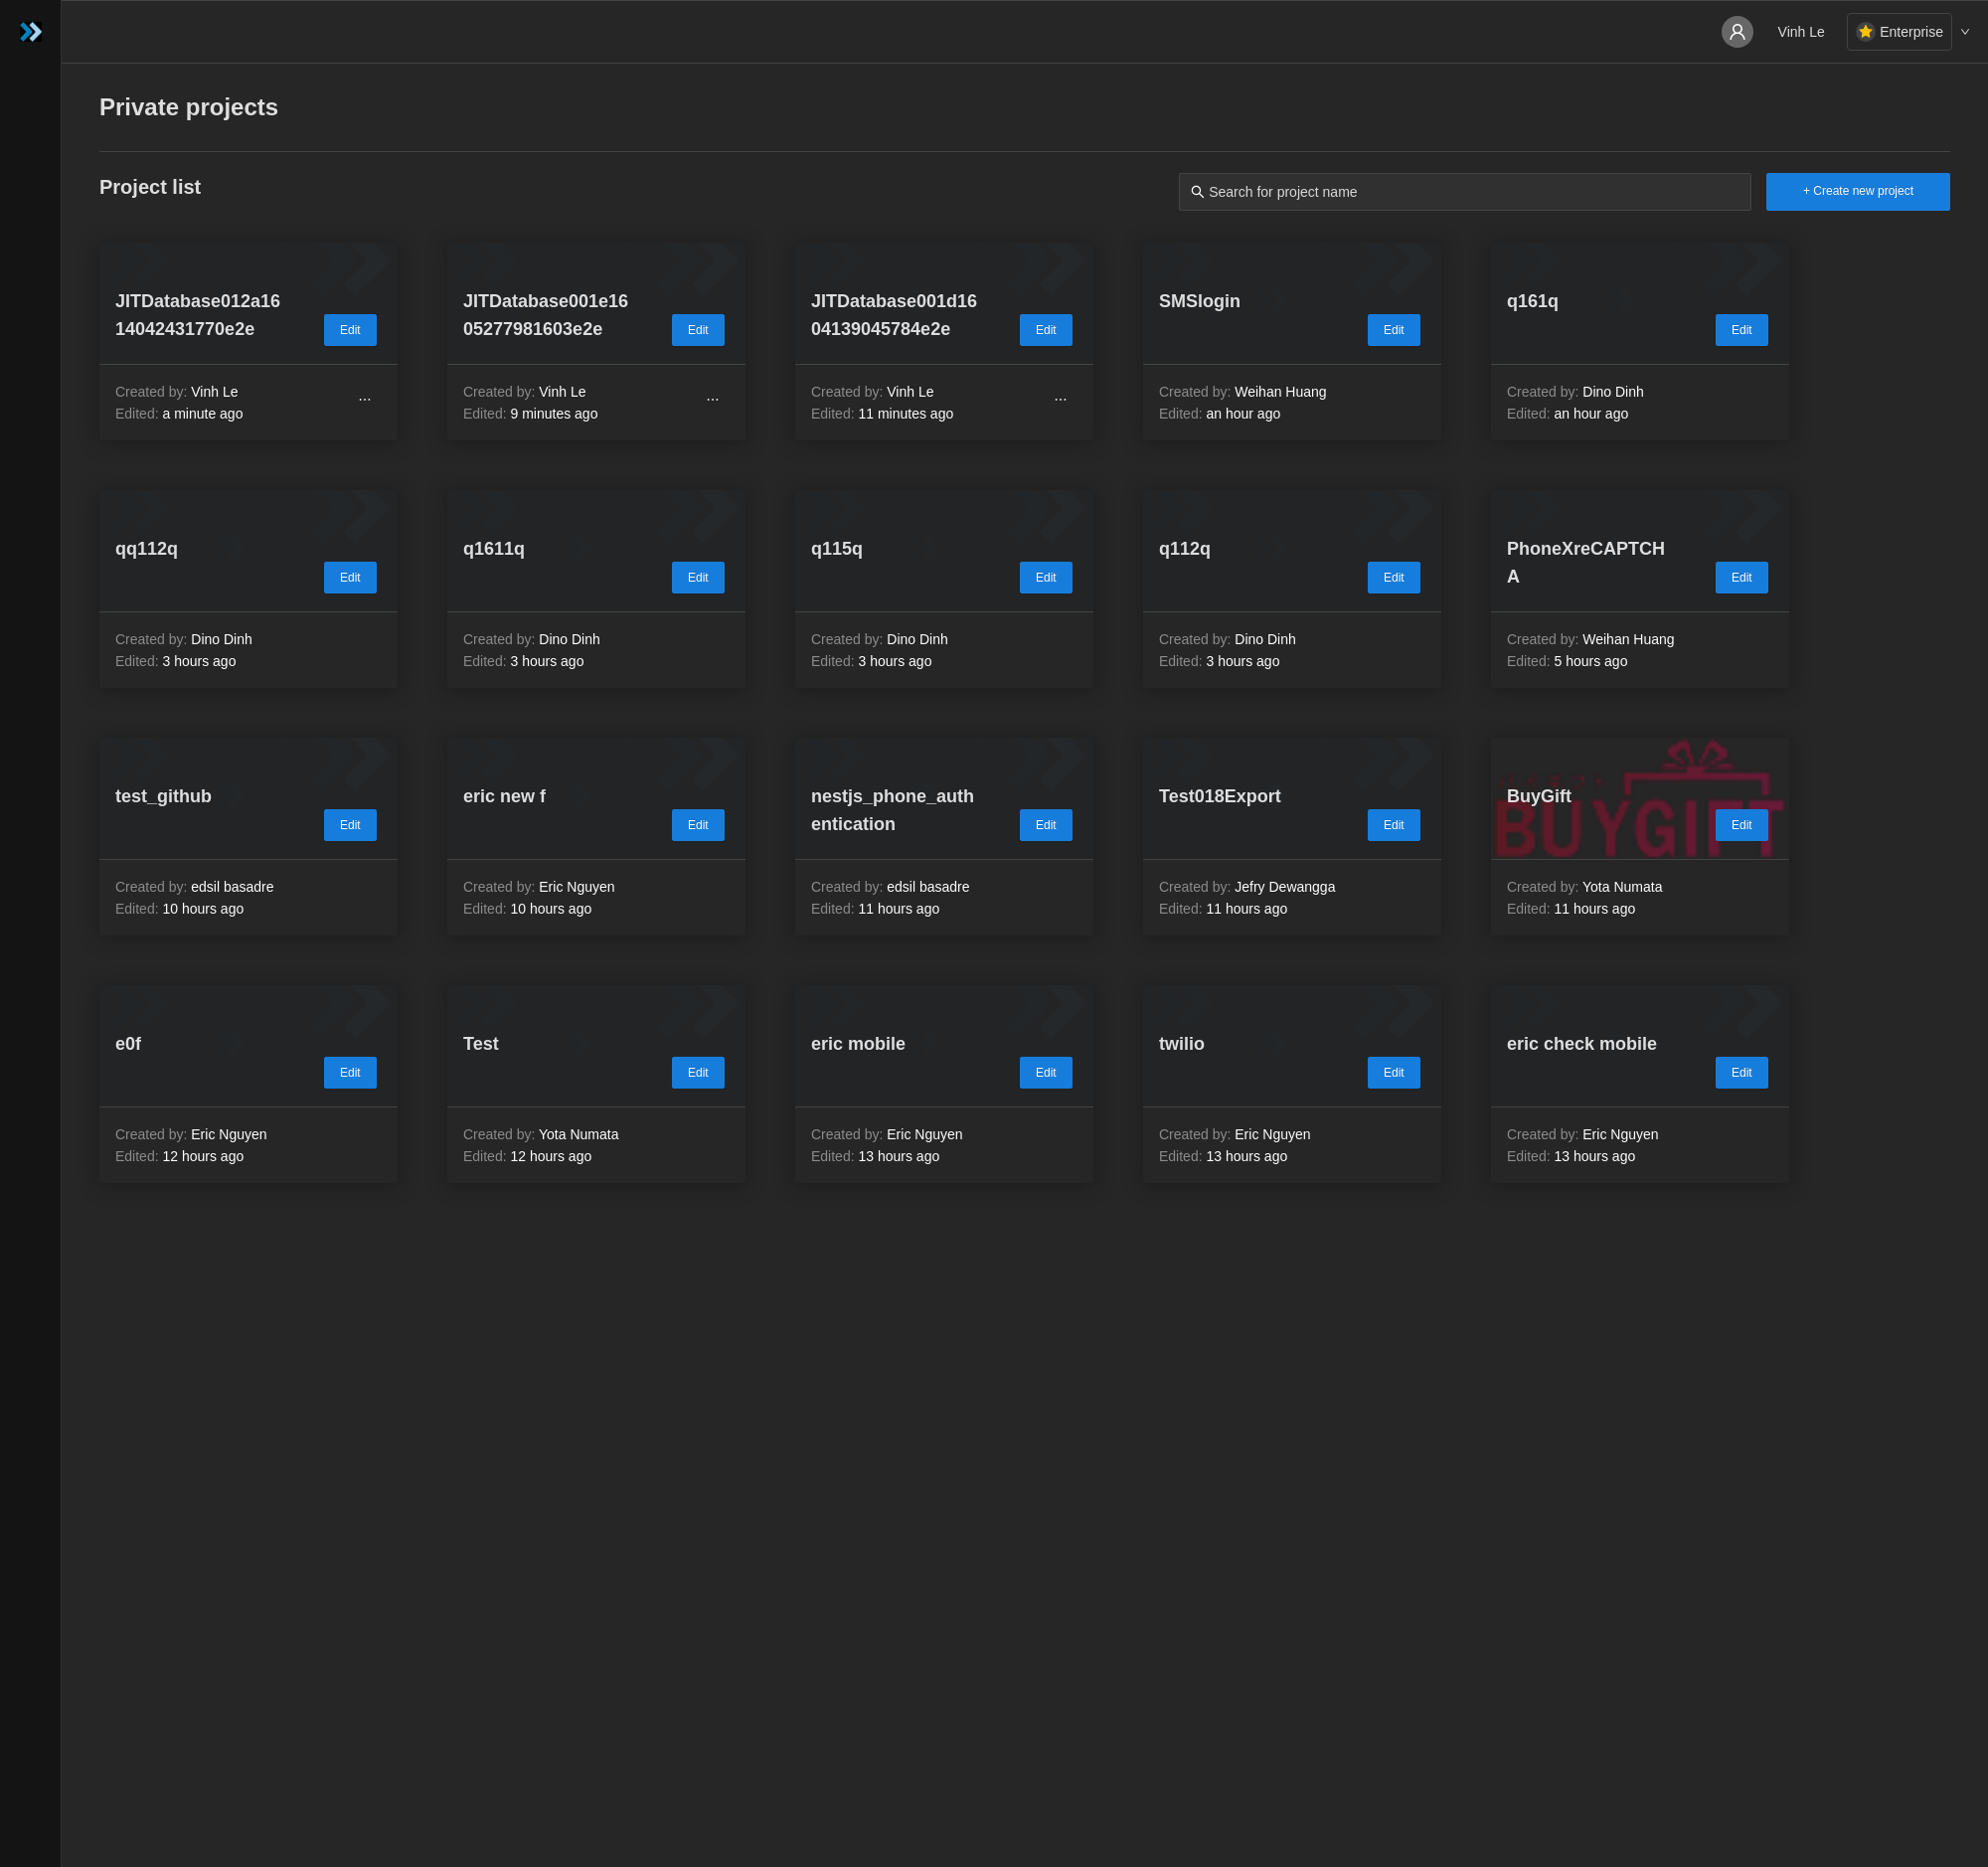 Vinh Le
Enterprise
Private projects
Project list
Search for project name
+ Create new project
JITDatabase012a16
14042431770e2e
Edit
Created by: Vinh Le
Edited: a minute ago
...
JITDatabase001e16
05277981603e2e
Edit
Created by: Vinh Le
Edited: 9 minutes ago
...
JITDatabase001d16
04139045784e2e
Edit
Created by: Vinh Le
Edited: 11 minutes ago
...
SMSlogin
Edit
Created by: Weihan Huang
Edited: an hour ago
q161q
Edit
Created by: Dino Dinh
Edited: an hour ago
qq112q
Edit
Created by: Dino Dinh
Edited: 3 hours ago
q1611q
Edit
Created by: Dino Dinh
Edited: 3 hours ago
q115q
Edit
Created by: Dino Dinh
Edited: 3 hours ago
q112q
Edit
Created by: Dino Dinh
Edited: 3 hours ago
PhoneXreCAPTCH
A
Edit
Created by: Weihan Huang
Edited: 5 hours ago
test_github
Edit
Created by: edsil basadre
Edited: 10 hours ago
eric new f
Edit
Created by: Eric Nguyen
Edited: 10 hours ago
nestjs_phone_auth
entication
Edit
Created by: edsil basadre
Edited: 11 hours ago
Test018Export
Edit
Created by: Jefry Dewangga
Edited: 11 hours ago
BuyGift
BUYGIFT
Edit
Created by: Yota Numata
Edited: 11 hours ago
e0f
Edit
Created by: Eric Nguyen
Edited: 12 hours ago
Test
Edit
Created by: Yota Numata
Edited: 12 hours ago
eric mobile
Edit
Created by: Eric Nguyen
Edited: 13 hours ago
twilio
Edit
Created by: Eric Nguyen
Edited: 13 hours ago
eric check mobile
Edit
Created by: Eric Nguyen
Edited: 13 hours ago